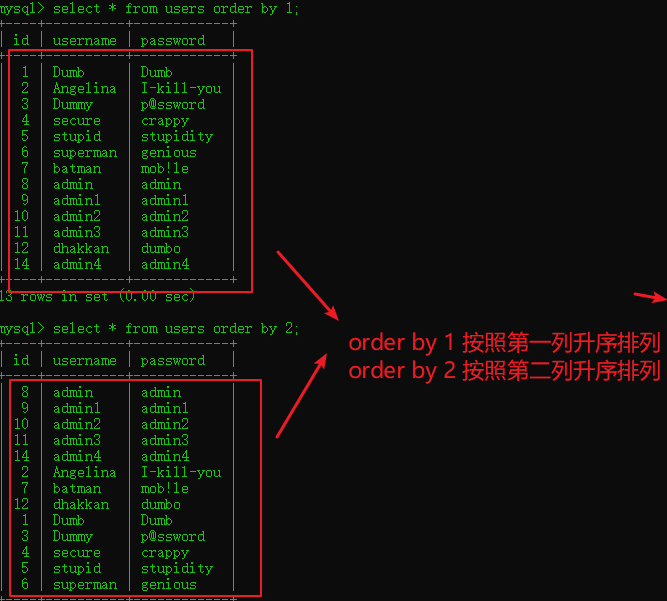 mysql> select * from users order by 1;
+----+----------+------------+
| id | username | password   |
+----+----------+------------+
| 1 | Dumb | Dumb |
| 2 | Angelina | I-kill-you |
| 3 | Dummy | p@ssword |
| 4 | secure | crappy |
| 5 | stupid | stupidity |
| 6 | superman | genious |
| 7 | batman | mob!le |
| 8 | admin | admin |
| 9 | admin1 | admin1 |
| 10 | admin2 | admin2 |
| 11 | admin3 | admin3 |
| 12 | dhakkan | dumbo |
| 14 | admin4 | admin4 |
+----+----------+------------+
13 rows in set (0.00 sec)
mysql> select * from users order by 2;
+----+----------+------------+
| id | username | password   |
+----+----------+------------+
| 8 | admin | admin |
| 9 | admin1 | admin1 |
| 10 | admin2 | admin2 |
| 11 | admin3 | admin3 |
| 14 | admin4 | admin4 |
| 2 | Angelina | I-kill-you |
| 7 | batman | mob!le |
| 12 | dhakkan | dumbo |
| 1 | Dumb | Dumb |
| 3 | Dummy | p@ssword |
| 4 | secure | crappy |
| 5 | stupid | stupidity |
| 6 | superman | genious |
+----+----------+------------+
order by 1 按照第一列升序排列
order by 2 按照第二列升序排列